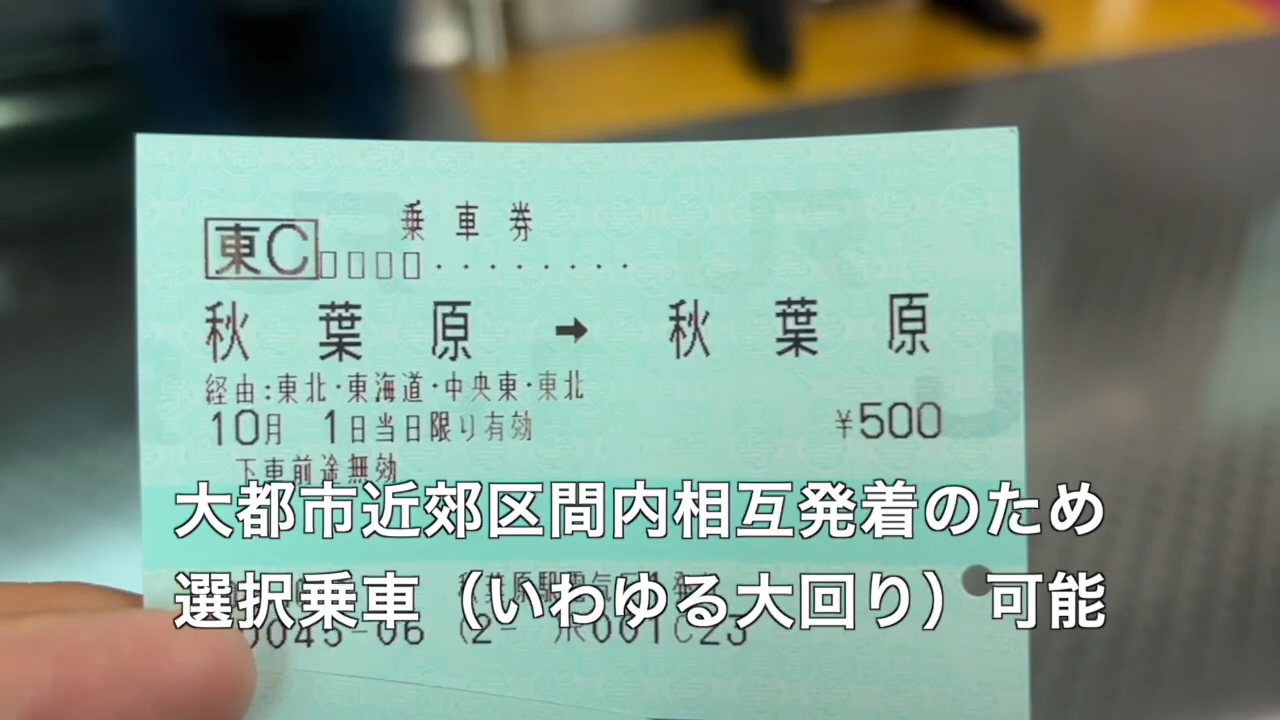 乗車券
東C
秋葉原 → 秋葉原
経由:東北・東海道・中央東・東北
10月 1日当日限り有効 ¥500
下車前途無効
大都市近郊区間内相互発着のため
選択乗車（いわゆる大回り）可能
0045-06 (2-